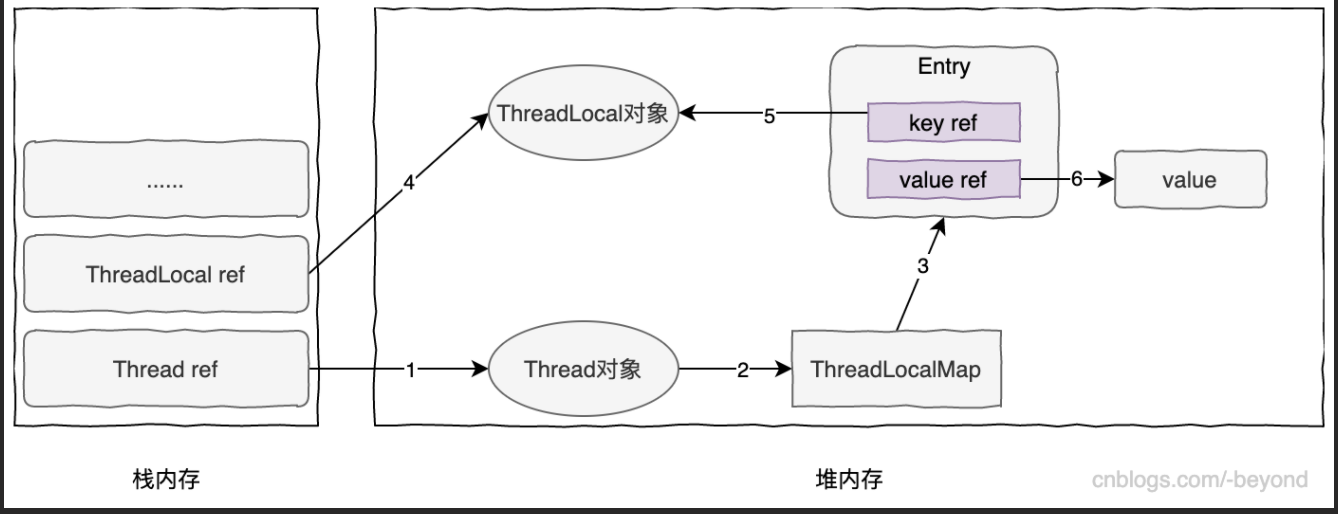 Entry
ThreadLocal对象
5
key ref
......
4
value ref
6
value
ThreadLocal ref
3
Thread ref
1
Thread对象
2
ThreadLocalMap
栈内存
堆内存
cnblogs.com/-beyond